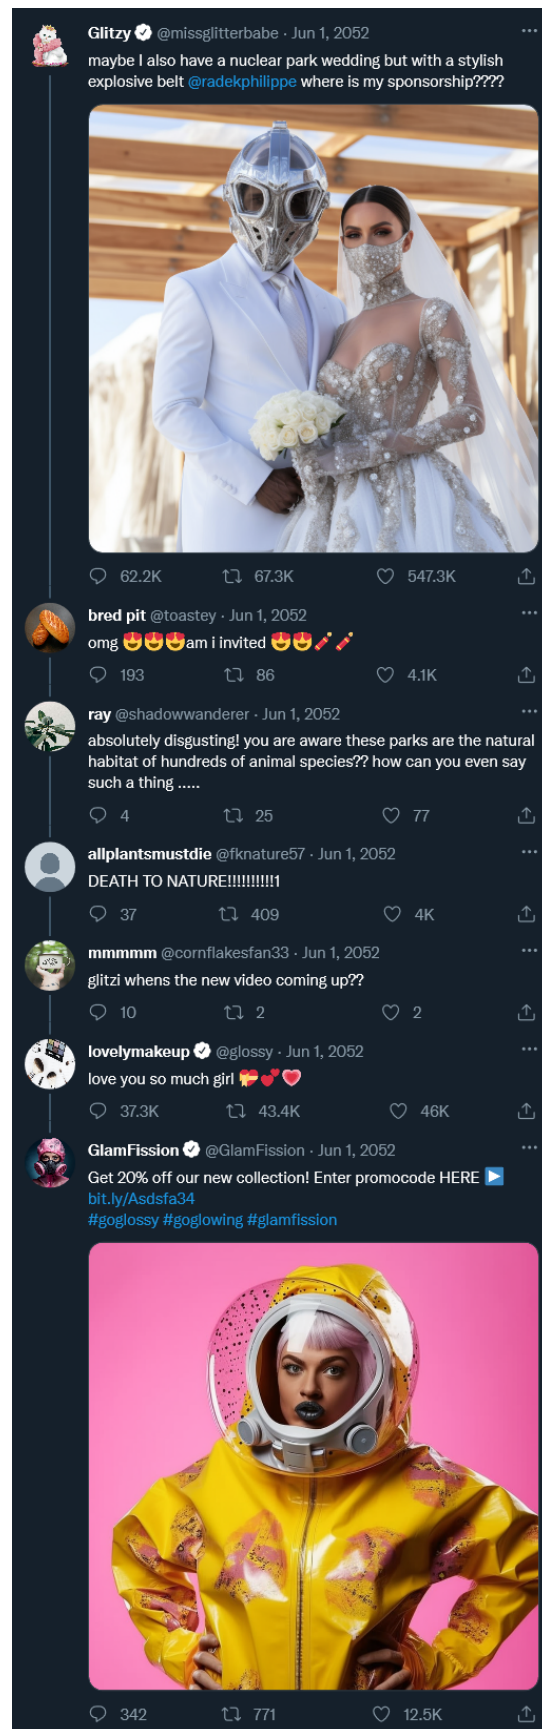 Glitzy @missglitterbabe · Jun 1, 2052
maybe I also have a nuclear park wedding but with a stylish
explosive belt @radekphilippe where is my sponsorship????
62.2K 67.3K 547.3K
bred pit @toastey · Jun 1, 2052
omg 😍😍😍am i invited 😍😍🧨🧨
193 86 4.1K
ray @shadowwanderer · Jun 1, 2052
absolutely disgusting! you are aware these parks are the natural
habitat of hundreds of animal species?? how can you even say
such a thing .....
4 25 77
allplantsmustdie @fknature57 · Jun 1, 2052
DEATH TO NATURE!!!!!!!!!!1
37 409 4K
mmmmm @cornflakesfan33 · Jun 1, 2052
glitzi whens the new video coming up??
10 2 2
lovelymakeup @glossy · Jun 1, 2052
love you so much girl 💝💕💗
37.3K 43.4K 46K
GlamFission @GlamFission · Jun 1, 2052
Get 20% off our new collection! Enter promocode HERE ▶️
bit.ly/Asdsfa34
#goglossy #goglowing #glamfission
342 771 12.5K